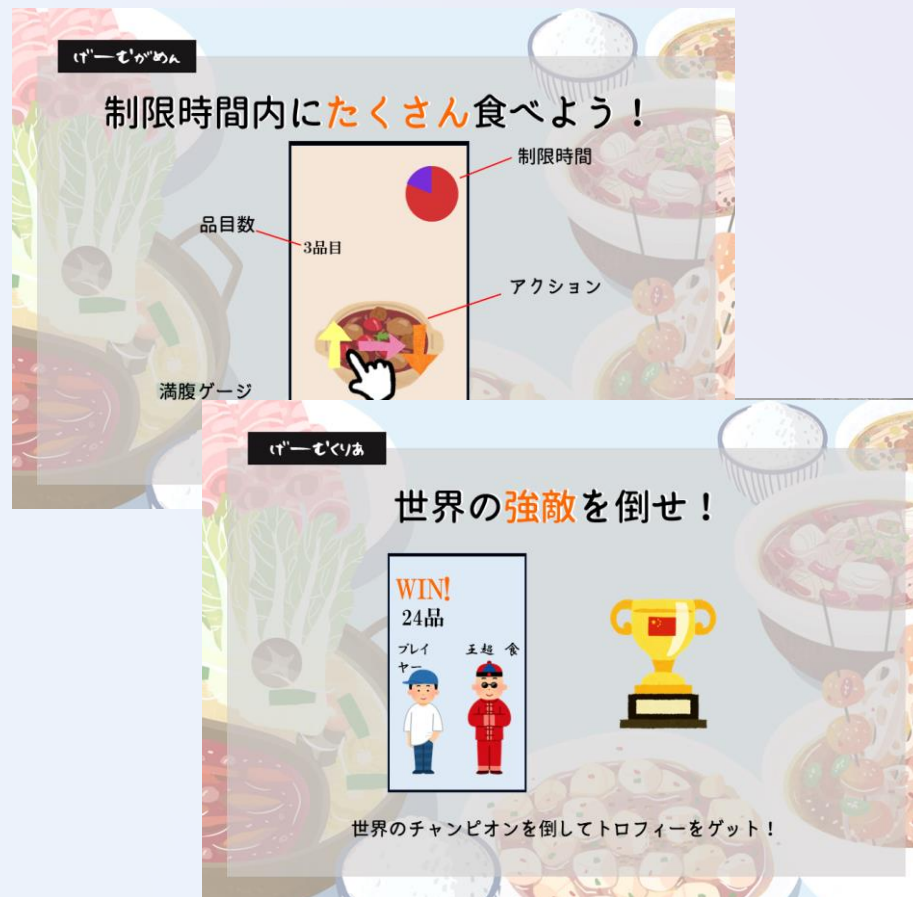 げーむがめん
制限時間内にたくさん食べよう！
制限時間
品目数
3品目
アクション
満腹ゲージ
げーむくりあ
世界の強敵を倒せ！
WIN!
24品
プレイ
ヤー
王超 食
世界のチャンピオンを倒してトロフィーをゲット！